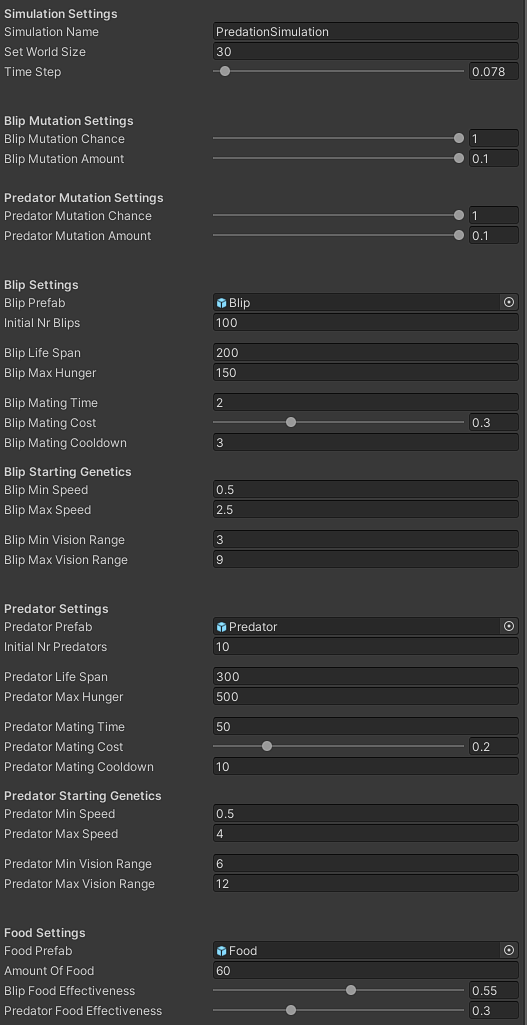 Simulation Settings
Simulation Name PredationSimulation
Set World Size 30
Time Step 0.078
Blip Mutation Settings
Blip Mutation Chance 1
Blip Mutation Amount 0.1
Predator Mutation Settings
Predator Mutation Chance 1
Predator Mutation Amount 0.1
Blip Settings
Blip Prefab Blip
Initial Nr Blips 100
Blip Life Span 200
Blip Max Hunger 150
Blip Mating Time 2
Blip Mating Cost 0.3
Blip Mating Cooldown 3
Blip Starting Genetics
Blip Min Speed 0.5
Blip Max Speed 2.5
Blip Min Vision Range 3
Blip Max Vision Range 9
Predator Settings
Predator Prefab Predator
Initial Nr Predators 10
Predator Life Span 300
Predator Max Hunger 500
Predator Mating Time 50
Predator Mating Cost 0.2
Predator Mating Cooldown 10
Predator Starting Genetics
Predator Min Speed 0.5
Predator Max Speed 4
Predator Min Vision Range 6
Predator Max Vision Range 12
Food Settings
Food Prefab Food
Amount Of Food 60
Blip Food Effectiveness 0.55
Predator Food Effectiveness 0.3